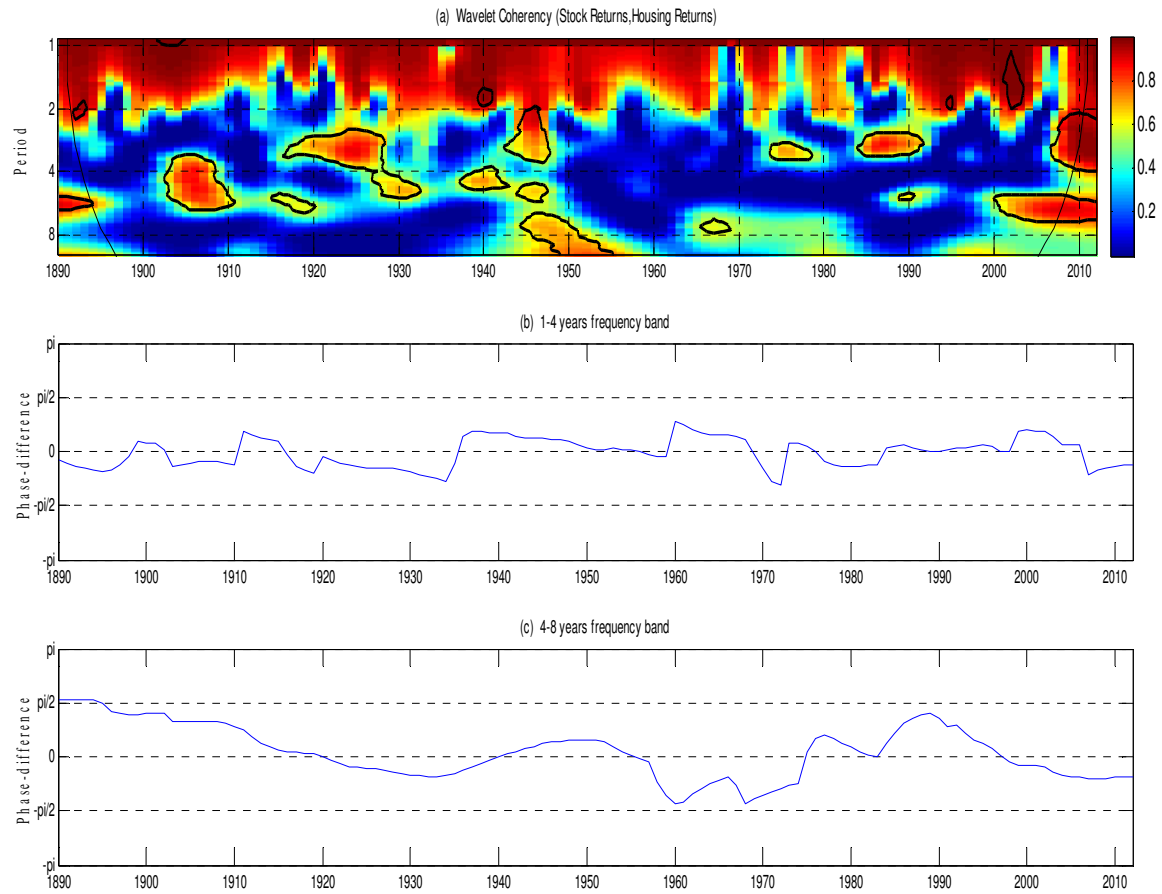 (a) Wavelet Coherency (Stock Returns,Housing Returns)
Period
1
2
4
8
1890 1900 1910 1920 1930 1940 1950 1960 1970 1980 1990 2000 2010
0.8
0.6
0.4
0.2
(b) 1-4 years frequency band
Phase-difference
pi
pi/2
0
-pi/2
-pi
1890 1900 1910 1920 1930 1940 1950 1960 1970 1980 1990 2000 2010
(c) 4-8 years frequency band
Phase-difference
pi
pi/2
0
-pi/2
-pi
1890 1900 1910 1920 1930 1940 1950 1960 1970 1980 1990 2000 2010